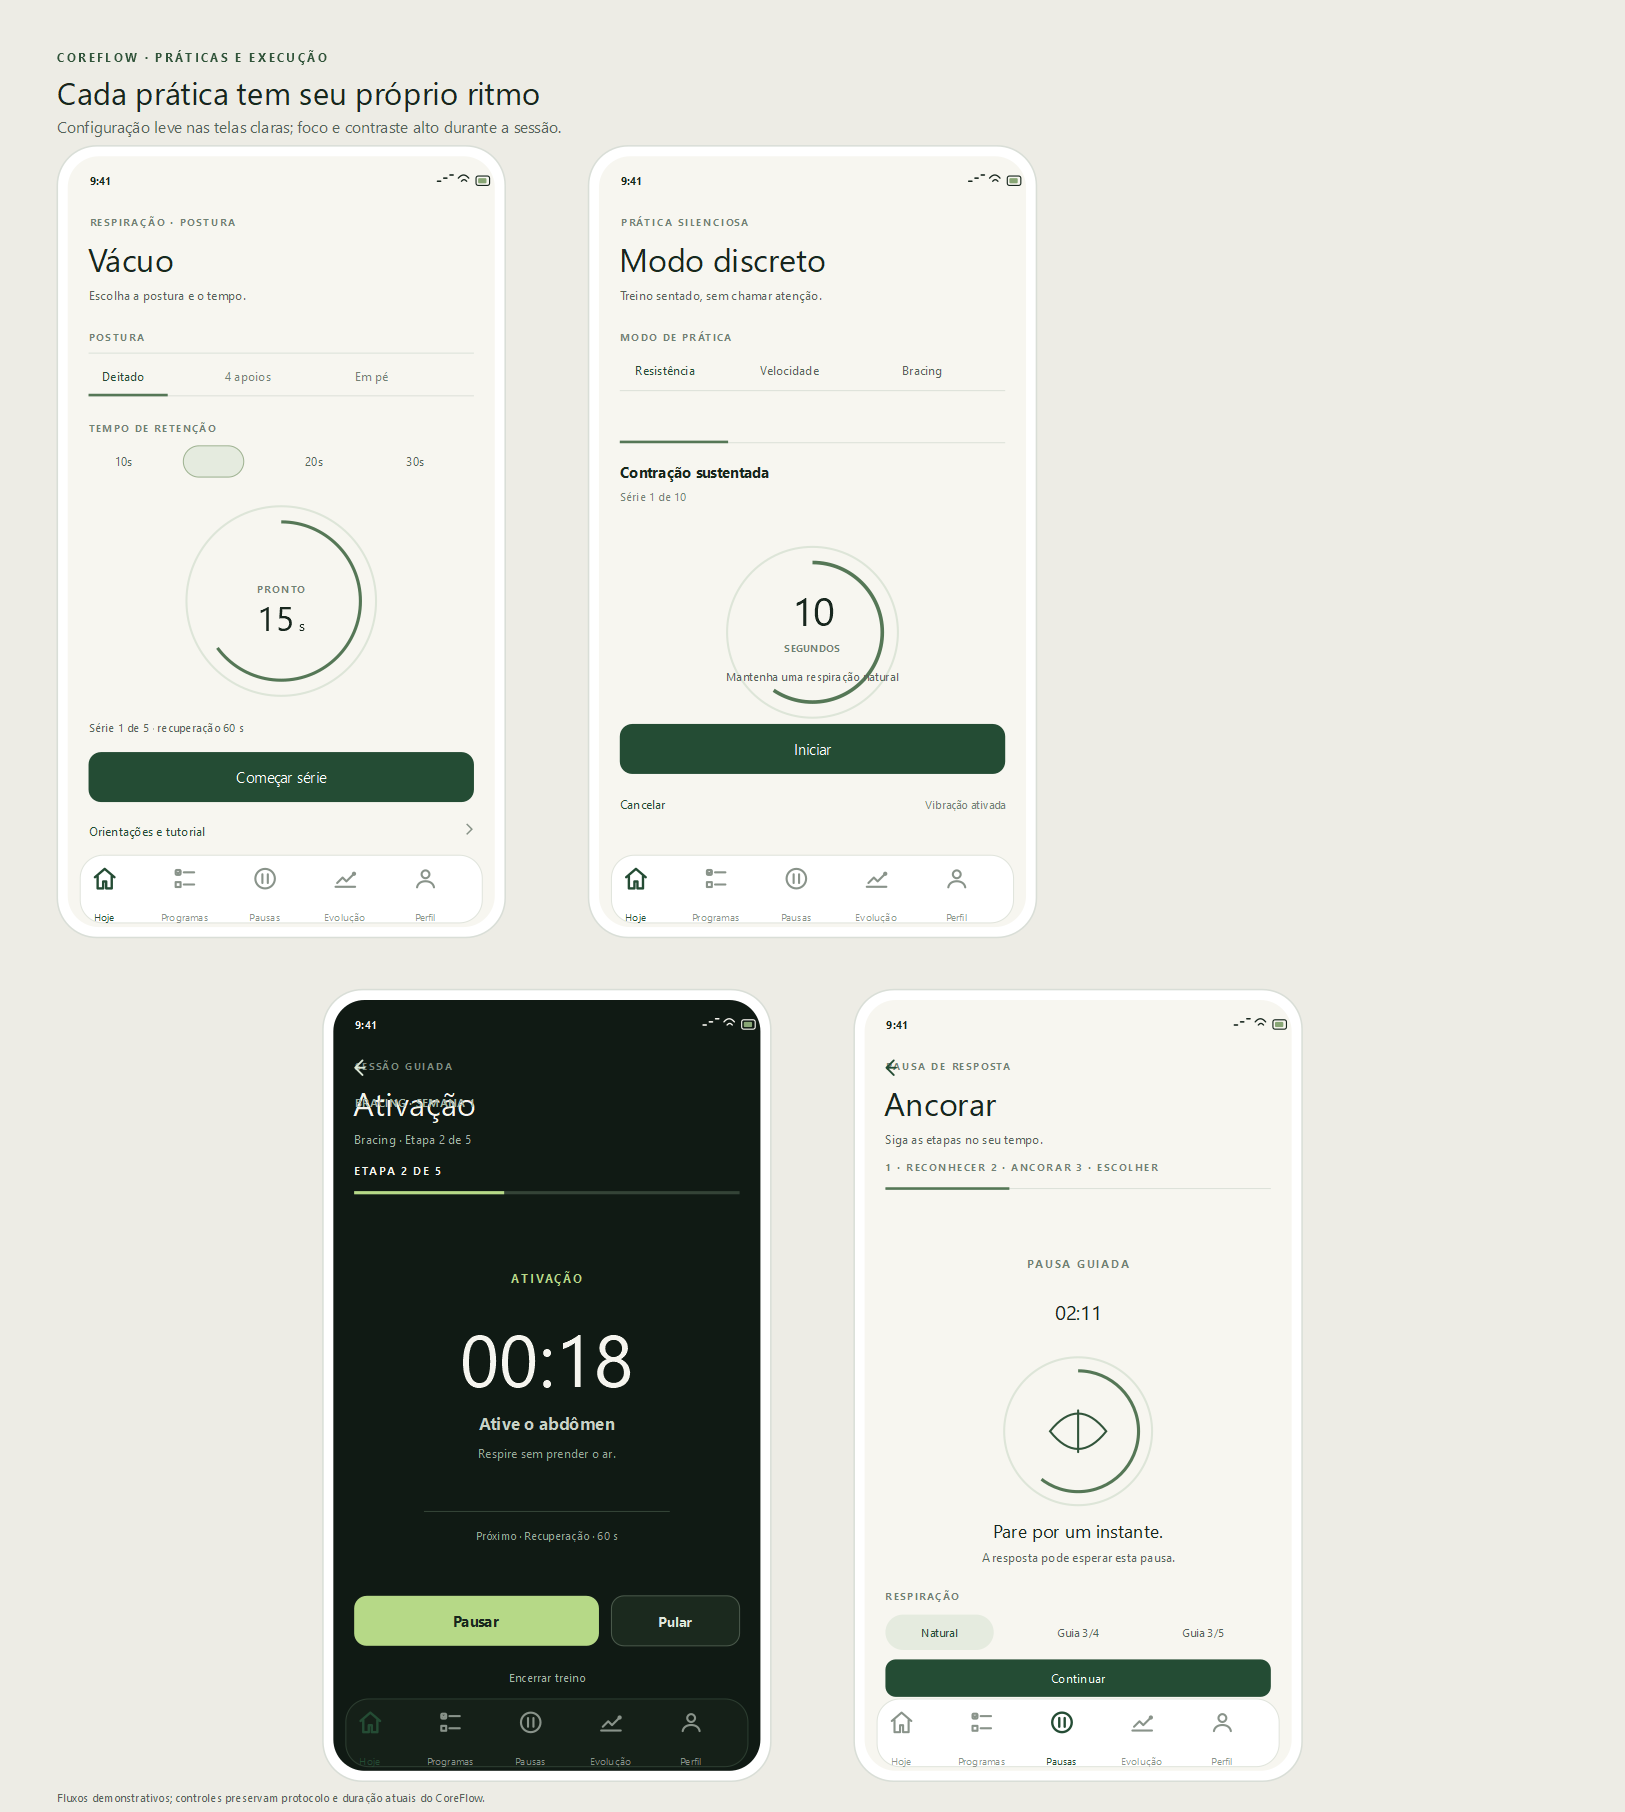 COREFLOW · PRÁTICAS E EXECUÇÃO
Cada prática tem seu próprio ritmo
Configuração leve nas telas claras; foco e contraste alto durante a sessão.
9:41
RESPIRAÇÃO · POSTURA
Vácuo
Escolha a postura e o tempo.
POSTURA
Deitado 4 apoios Em pé
TEMPO DE RETENÇÃO
10s 20s 30s
PRONTO
15 s
Série 1 de 5 · recuperação 60 s
Começar série
Orientações e tutorial
Hoje Programas Pausas Evolução Perfil
9:41
PRÁTICA SILENCIOSA
Modo discreto
Treino sentado, sem chamar atenção.
MODO DE PRÁTICA
Resistência Velocidade Bracing
Contração sustentada
Série 1 de 10
10
SEGUNDOS
Mantenha uma respiração natural
Iniciar
Cancelar Vibração ativada
Hoje Programas Pausas Evolução Perfil
9:41
SESSÃO GUIADA
BRACING · SEMANA 1
Ativação
Bracing · Etapa 2 de 5
ETAPA 2 DE 5
ATIVAÇÃO
00:18
Ative o abdômen
Respire sem prender o ar.
Próximo · Recuperação · 60 s
Pausar Pular
Encerrar treino
Hoje Programas Pausas Evolução Perfil
9:41
PAUSA DE RESPOSTA
Ancorar
Siga as etapas no seu tempo.
1 · RECONHECER 2 · ANCORAR 3 · ESCOLHER
PAUSA GUIADA
02:11
Pare por um instante.
A resposta pode esperar esta pausa.
RESPIRAÇÃO
Natural Guia 3/4 Guia 3/5
Continuar
Hoje Programas Pausas Evolução Perfil
Fluxos demonstrativos; controles preservam protocolo e duração atuais do CoreFlow.